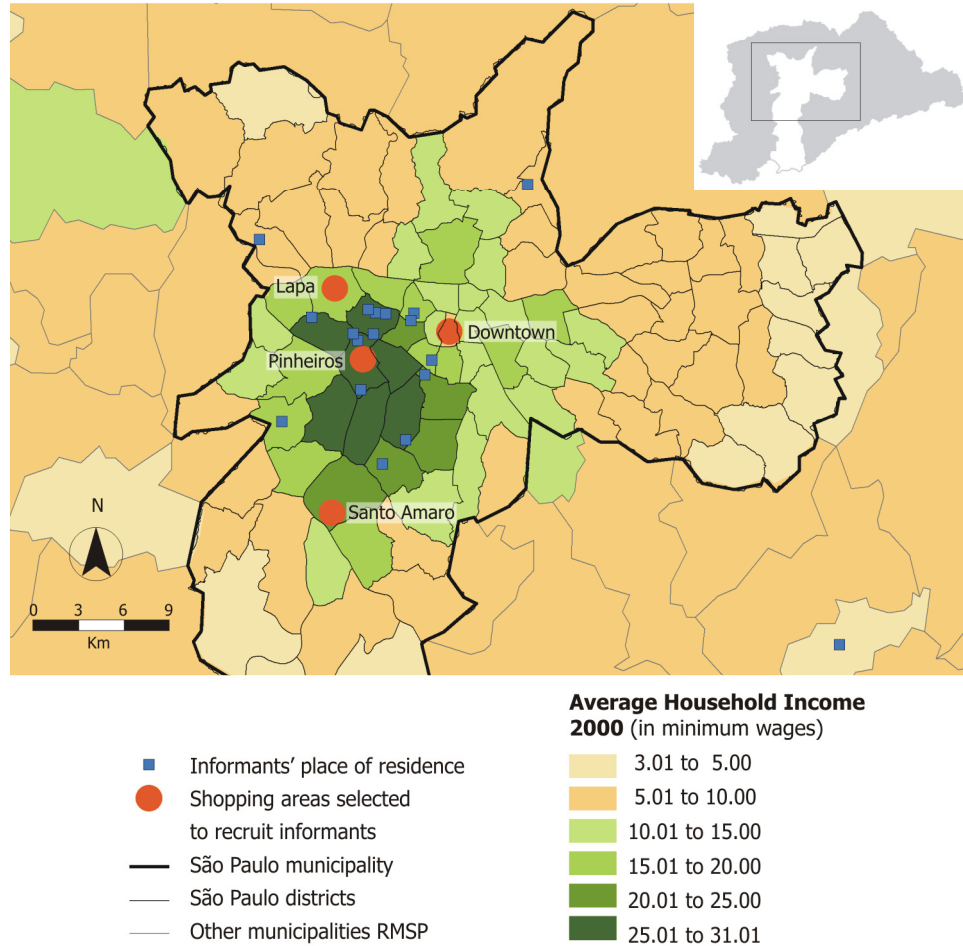 Lapa
Downtown
Pinheiros
Santo Amaro
N
0 3 6 9
Km
Average Household Income
2000 (in minimum wages)
3.01 to 5.00
5.01 to 10.00
10.01 to 15.00
15.01 to 20.00
20.01 to 25.00
25.01 to 31.01
Informants' place of residence
Shopping areas selected
to recruit informants
São Paulo municipality
São Paulo districts
Other municipalities RMSP